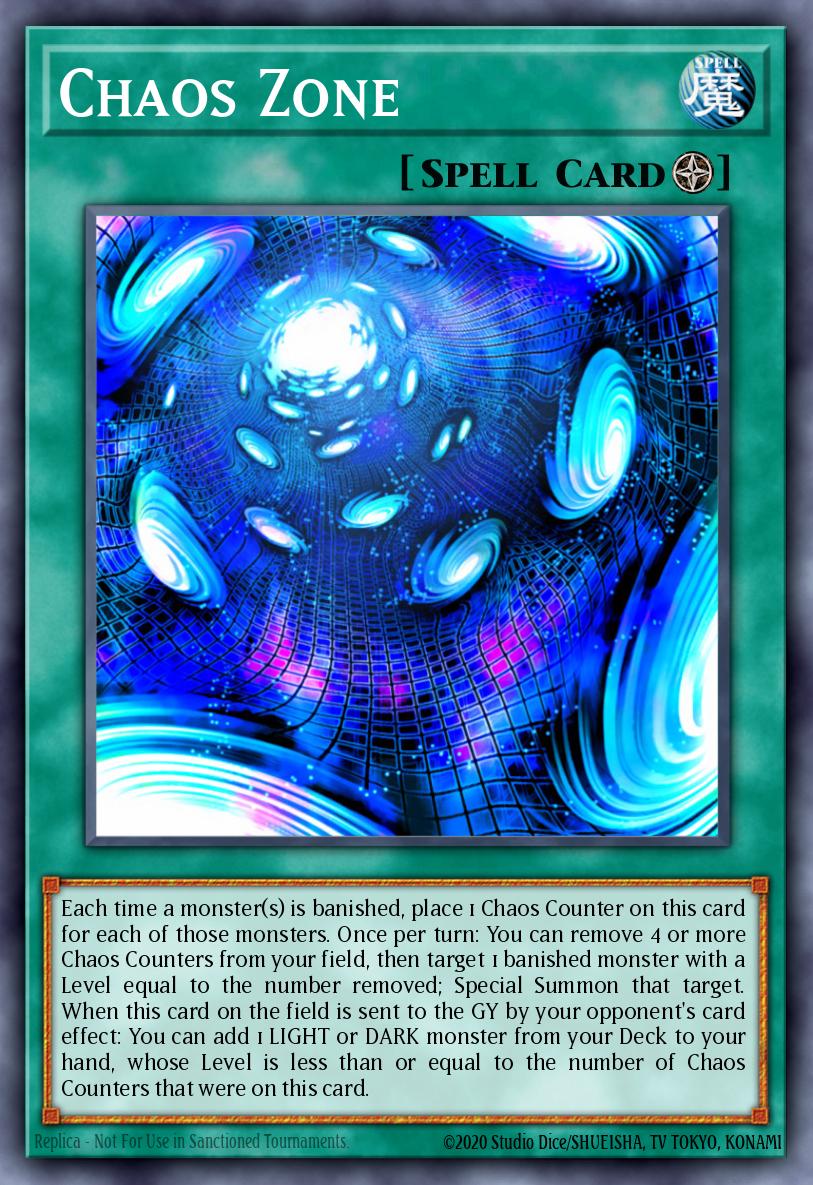 Chaos Zone
SPELL
魔
[Spell Card]
Each time a monster(s) is banished, place 1 Chaos Counter on this card
for each of those monsters. Once per turn: You can remove 4 or more
Chaos Counters from your field, then target 1 banished monster with a
Level equal to the number removed; Special Summon that target.
When this card on the field is sent to the GY by your opponent's card
effect: You can add 1 LIGHT or DARK monster from your Deck to your
hand, whose Level is less than or equal to the number of Chaos
Counters that were on this card.
Replica - Not For Use in Sanctioned Tournaments.
©2020 Studio Dice/SHUEISHA, TV TOKYO, KONAMI